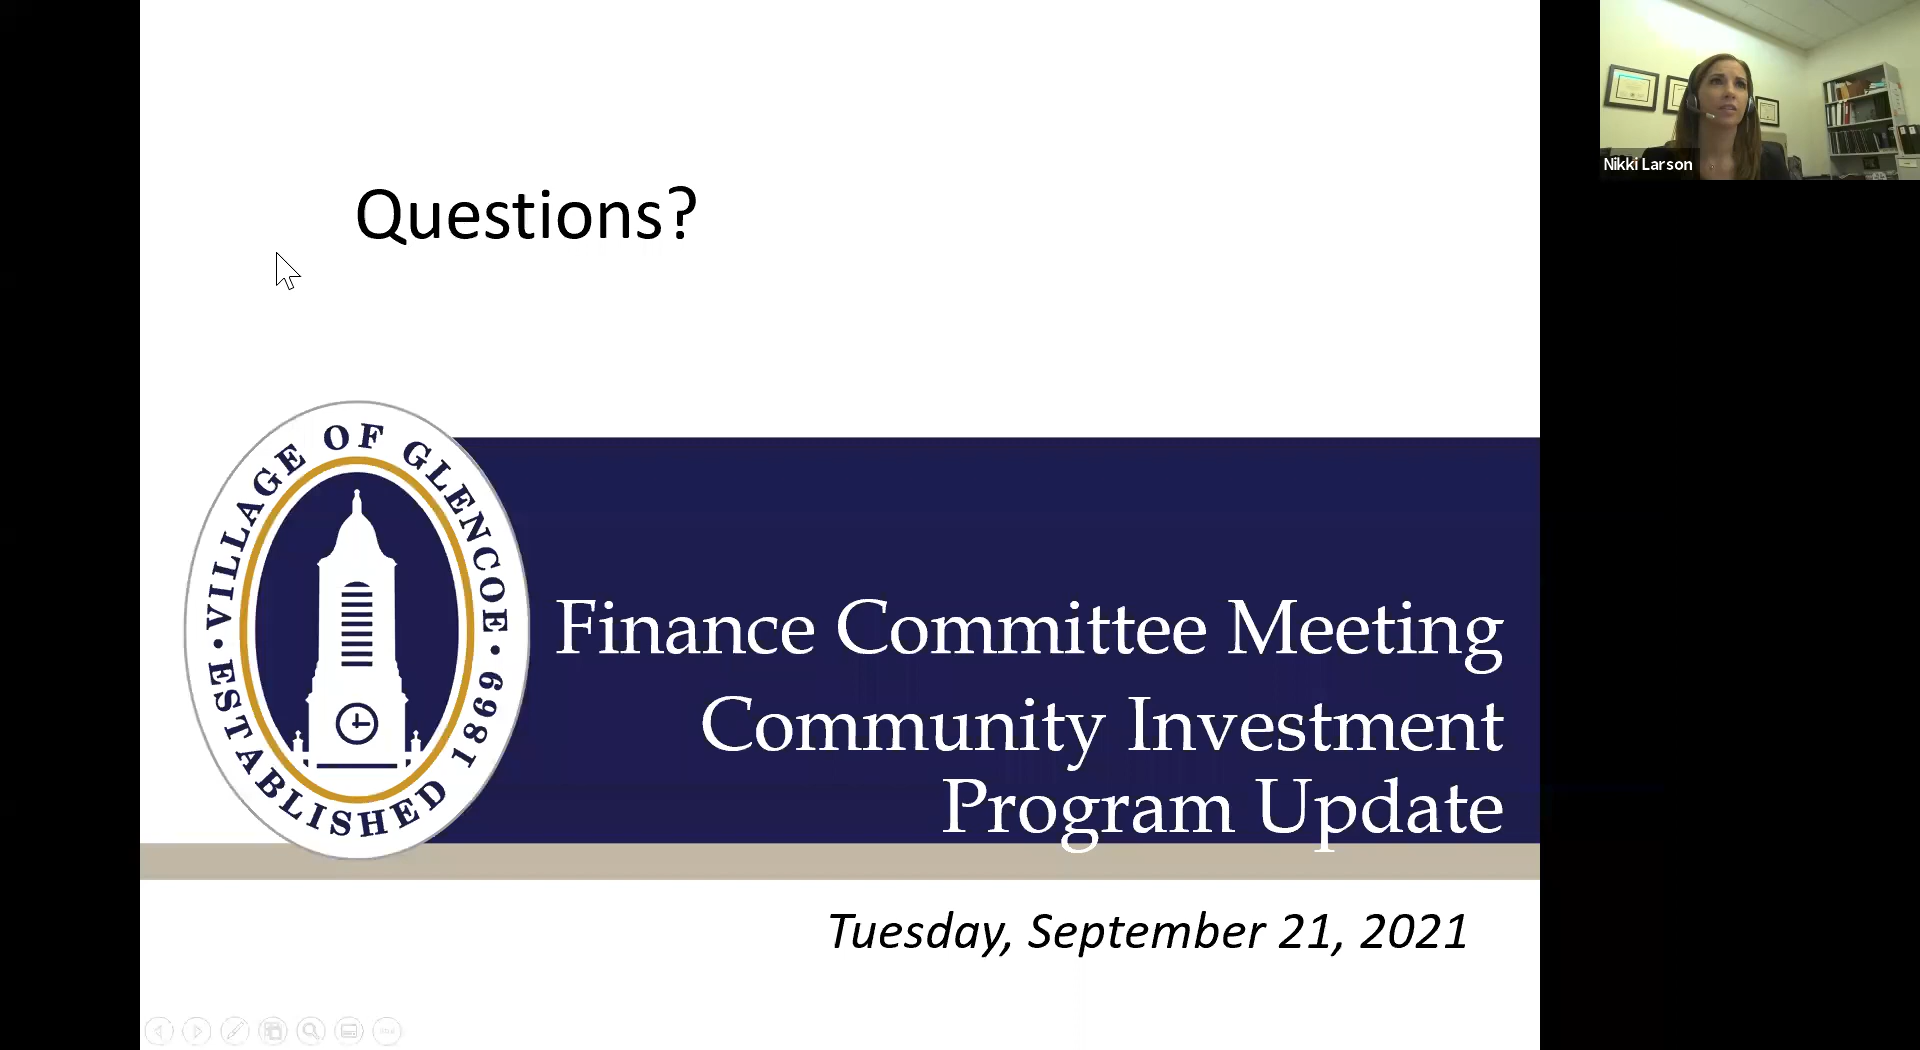 Questions?
VILLAGE OF GLENCOE
• ESTABLISHED 1869 •
Finance Committee Meeting
Community Investment
Program Update
Tuesday, September 21, 2021
Nikki Larson